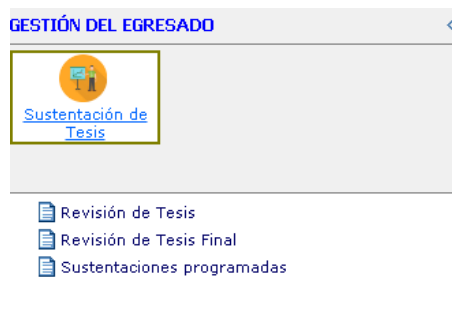 GESTIÓN DEL EGRESADO
Sustentación de
Tesis
Revisión de Tesis
Revisión de Tesis Final
Sustentaciones programadas